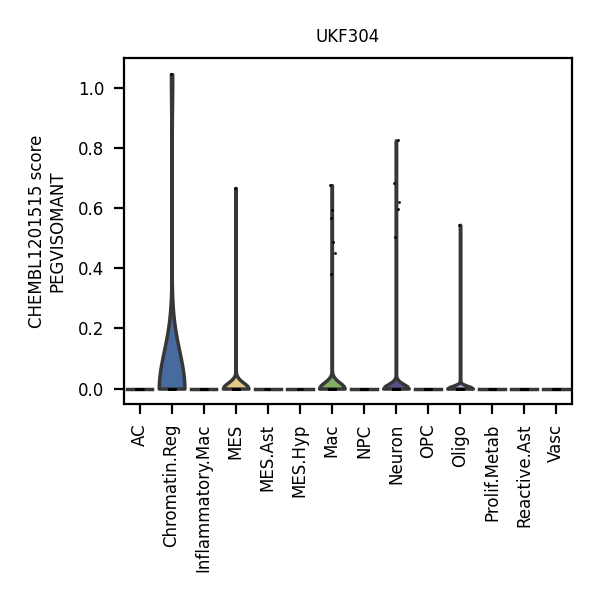 UKF304
CHEMBL1201515 score
PEGVISOMANT
1.0
0.8
0.6
0.4
0.2
0.0
AC
Chromatin.Reg
Inflammatory.Mac
MES
MES.Ast
MES.Hyp
Mac
NPC
Neuron
OPC
Oligo
Prolif.Metab
Reactive.Ast
Vasc